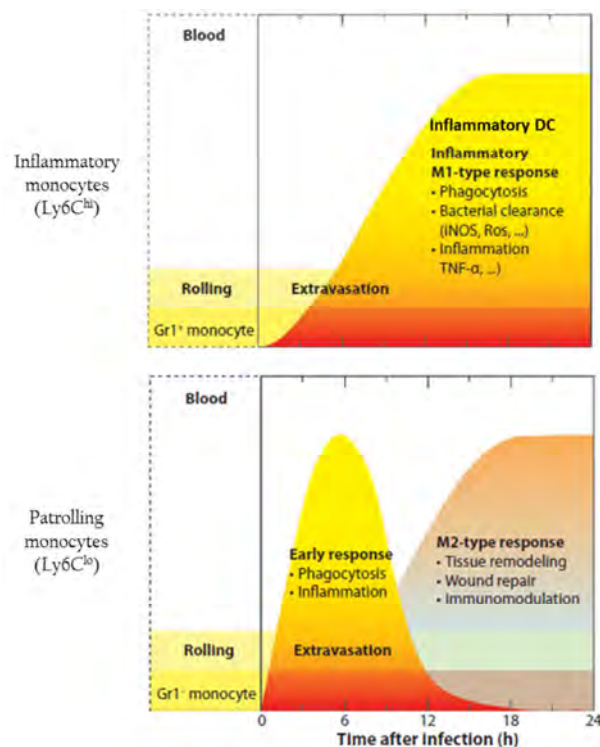 Blood
Inflammatory DC
Inflammatory
M1-type response
• Phagocytosis
• Bacterial clearance
(iNOS, Ros, ...)
• Inflammation
TNF-α, ...)
Inflammatory
monocytes
(Ly6Chi)
Rolling
Extravasation
Gr1+ monocyte
Blood
Patrolling
monocytes
(Ly6Clo)
Early response
• Phagocytosis
• Inflammation
M2-type response
• Tissue remodeling
• Wound repair
• Immunomodulation
Rolling
Extravasation
Gr1- monocyte
0 6 12 18 24
Time after infection (h)